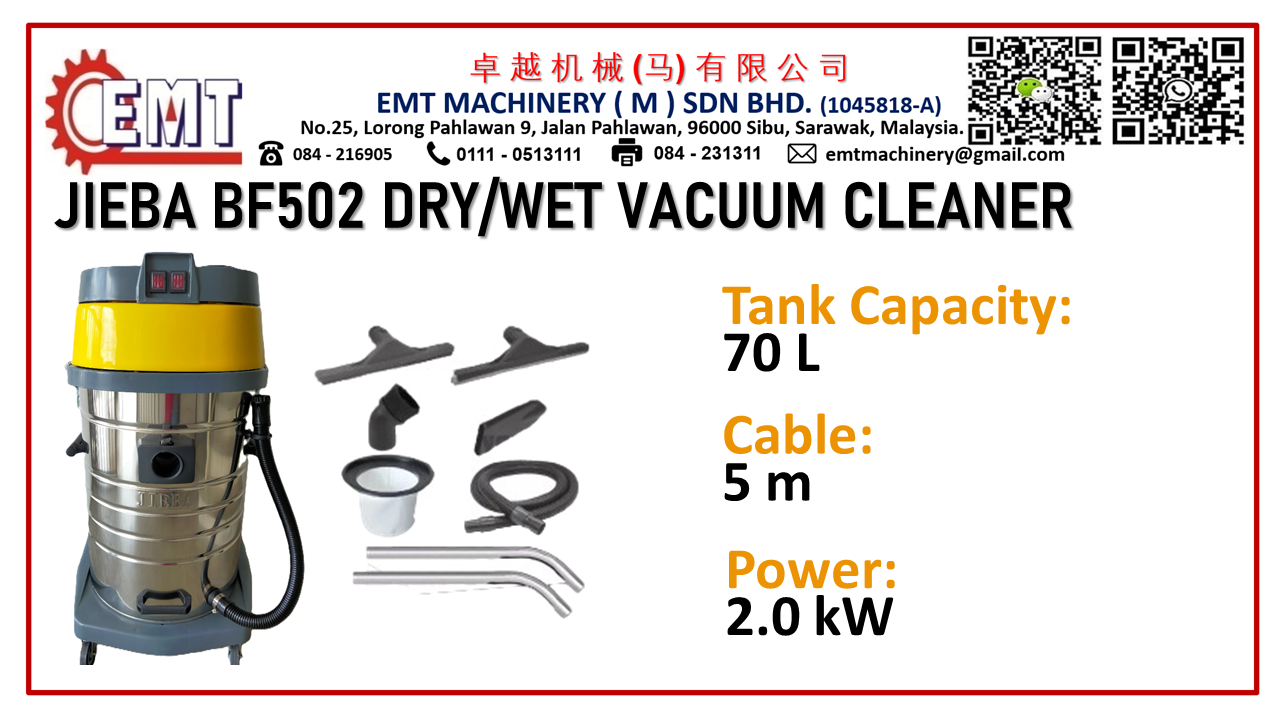 EMT
卓越机械(马)有限公司
EMT MACHINERY ( M ) SDN BHD. (1045818-A)
No.25, Lorong Pahlawan 9, Jalan Pahlawan, 96000 Sibu, Sarawak, Malaysia.
084 - 216905 0111 - 0513111 084 - 231311 emtmachinery@gmail.com
JIEBA BF502 DRY/WET VACUUM CLEANER
JIEBA
Tank Capacity:
70 L
Cable:
5 m
Power:
2.0 kW